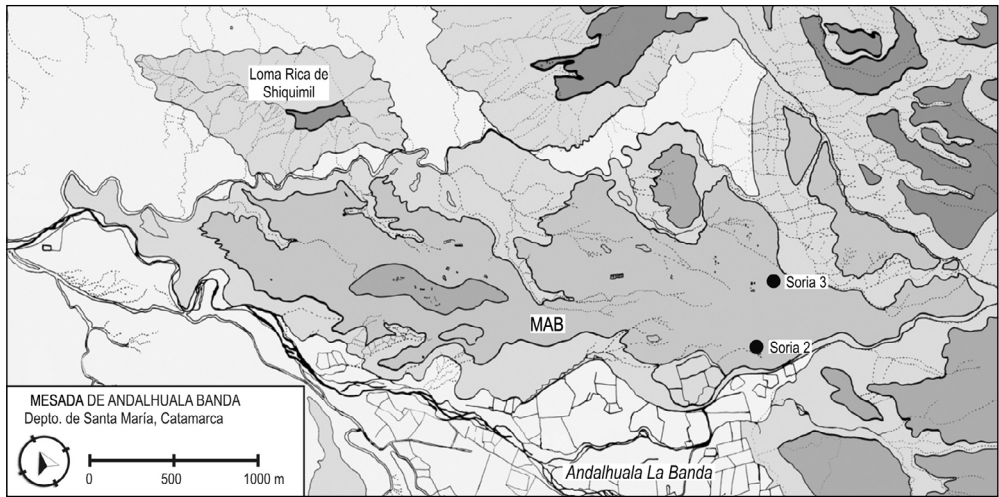 Loma Rica de
Shiquimil
Soria 3
MAB
Soria 2
MESADA DE ANDALHUALA BANDA
Depto. de Santa María, Catamarca
0 500 1000 m
Andalhuala La Banda